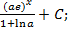 (ae)^x / (1+ln a) + C;